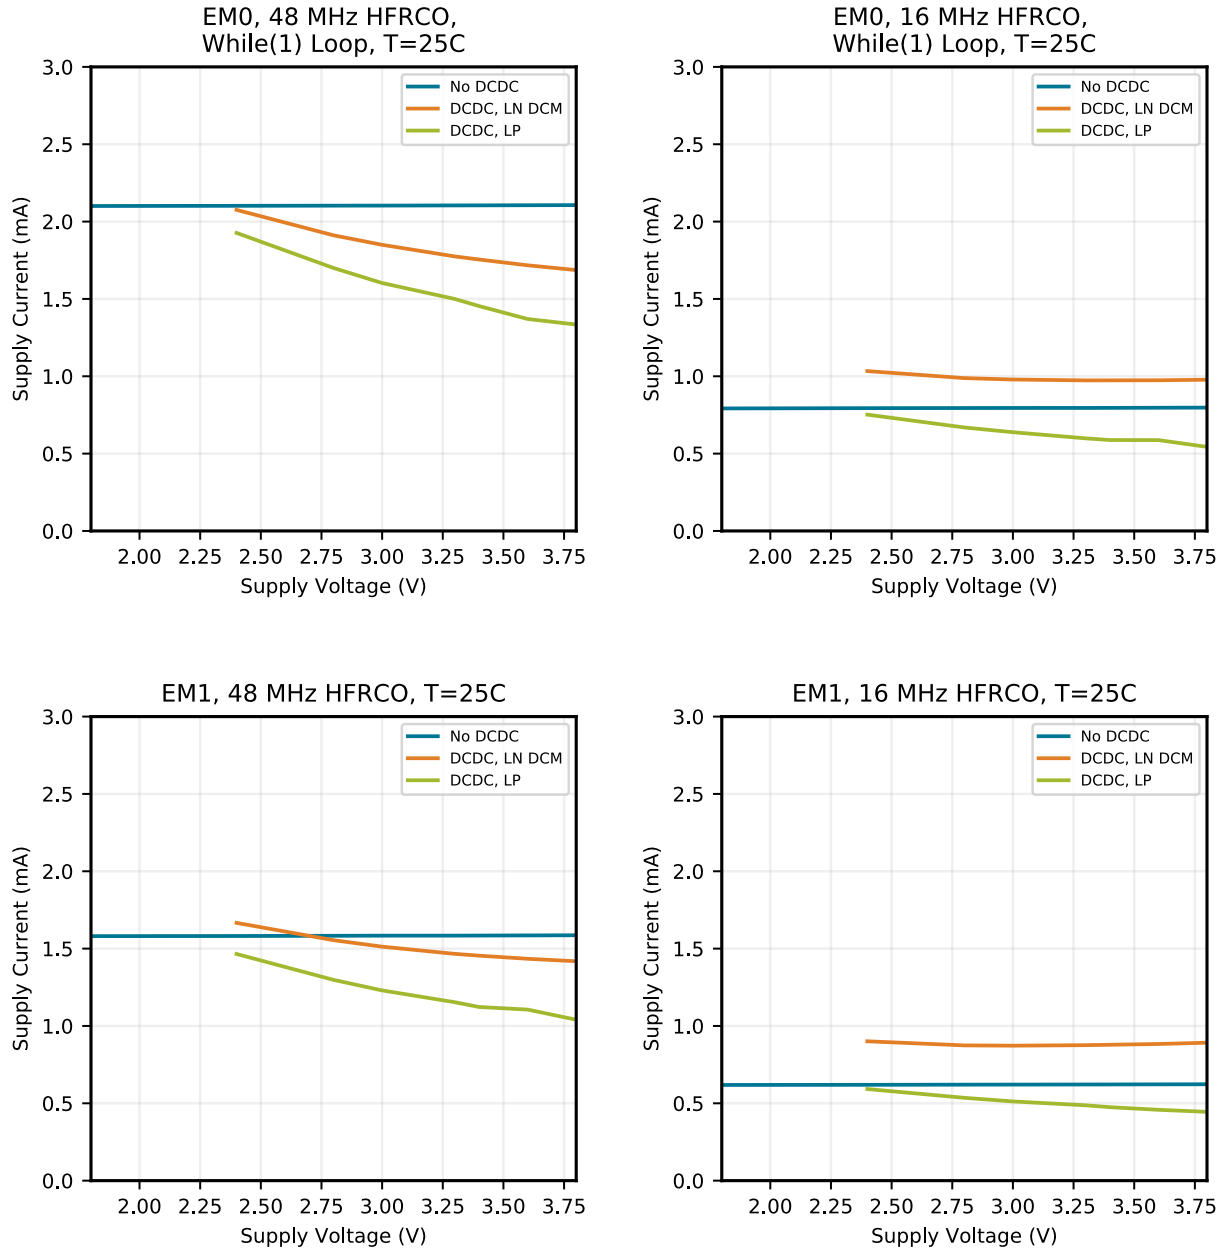 EM0, 48 MHz HFRCO,
While(1) Loop, T=25C
3.0
2.5
2.0
1.5
1.0
0.5
0.0
Supply Current (mA)
No DCDC
DCDC, LN DCM
DCDC, LP
2.00 2.25 2.50 2.75 3.00 3.25 3.50 3.75
Supply Voltage (V)
EM0, 16 MHz HFRCO,
While(1) Loop, T=25C
3.0
2.5
2.0
1.5
1.0
0.5
0.0
Supply Current (mA)
No DCDC
DCDC, LN DCM
DCDC, LP
2.00 2.25 2.50 2.75 3.00 3.25 3.50 3.75
Supply Voltage (V)
EM1, 48 MHz HFRCO, T=25C
3.0
2.5
2.0
1.5
1.0
0.5
0.0
Supply Current (mA)
No DCDC
DCDC, LN DCM
DCDC, LP
2.00 2.25 2.50 2.75 3.00 3.25 3.50 3.75
Supply Voltage (V)
EM1, 16 MHz HFRCO, T=25C
3.0
2.5
2.0
1.5
1.0
0.5
0.0
Supply Current (mA)
No DCDC
DCDC, LN DCM
DCDC, LP
2.00 2.25 2.50 2.75 3.00 3.25 3.50 3.75
Supply Voltage (V)